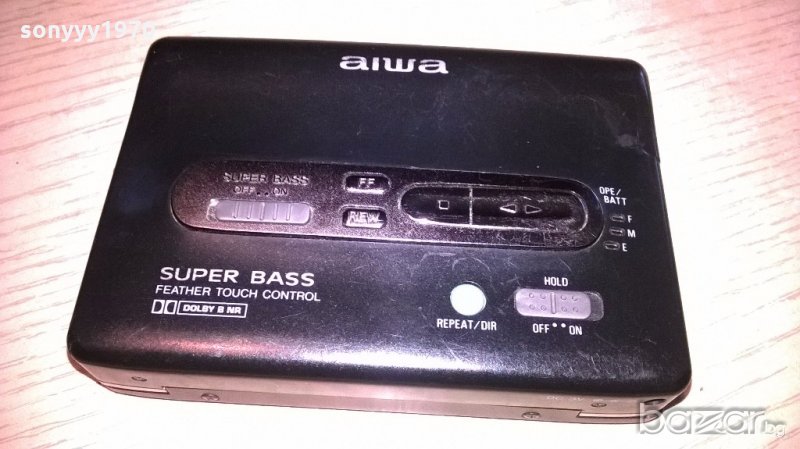 sonyyy1970
aiwa
SUPER BASS
OFF •• ON
FF
REW
OPE/
BATT
F
M
E
SUPER BASS
FEATHER TOUCH CONTROL
DOLBY B NR
REPEAT/DIR
HOLD
OFF •• ON
bazar.bg